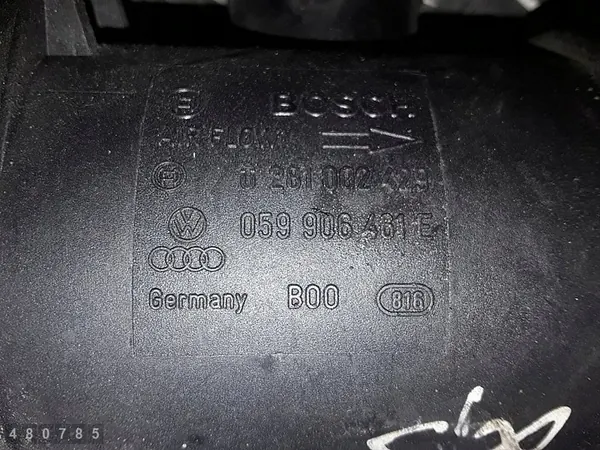 BOSCH
AIR FLOW
0 281 002 429
059 906 461 E
Germany B00 816
480785